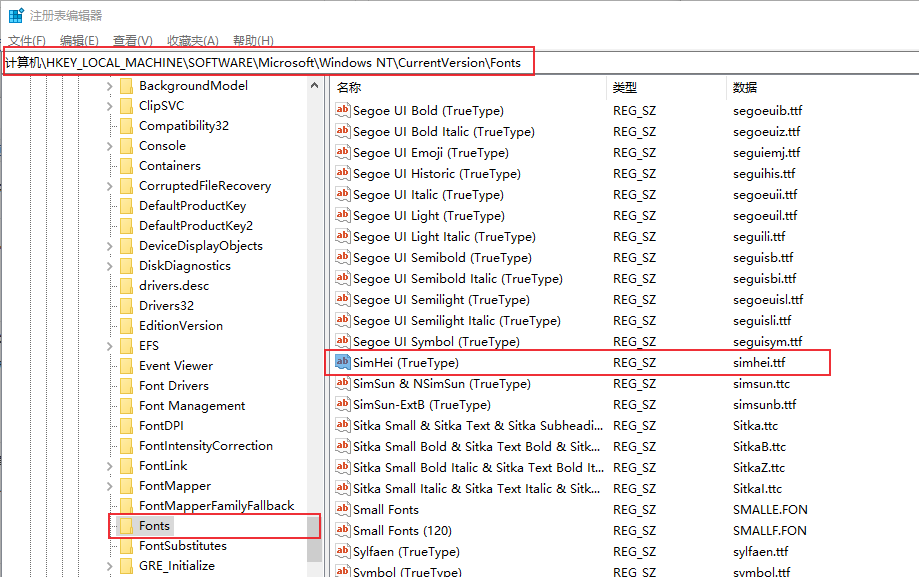 注册表编辑器
文件(F) 编辑(E) 查看(V) 收藏夹(A) 帮助(H)
计算机\HKEY_LOCAL_MACHINE\SOFTWARE\Microsoft\Windows NT\CurrentVersion\Fonts
BackgroundModel
ClipSVC
Compatibility32
Console
Containers
CorruptedFileRecovery
DefaultProductKey
DefaultProductKey2
DeviceDisplayObjects
DiskDiagnostics
drivers.desc
Drivers32
EditionVersion
EFS
Event Viewer
Font Drivers
Font Management
FontDPI
FontIntensityCorrection
FontLink
FontMapper
FontMapperFamilyFallback
Fonts
FontSubstitutes
GRE_Initialize
名称 类型 数据
Segoe UI Bold (TrueType) REG_SZ segoeuib.ttf
Segoe UI Bold Italic (TrueType) REG_SZ segoeuiz.ttf
Segoe UI Emoji (TrueType) REG_SZ seguiemj.ttf
Segoe UI Historic (TrueType) REG_SZ seguihis.ttf
Segoe UI Italic (TrueType) REG_SZ segoeuii.ttf
Segoe UI Light (TrueType) REG_SZ segoeuil.ttf
Segoe UI Light Italic (TrueType) REG_SZ seguili.ttf
Segoe UI Semibold (TrueType) REG_SZ seguisb.ttf
Segoe UI Semibold Italic (TrueType) REG_SZ seguisbi.ttf
Segoe UI Semilight (TrueType) REG_SZ segoeuisl.ttf
Segoe UI Semilight Italic (TrueType) REG_SZ seguisli.ttf
Segoe UI Symbol (TrueType) REG_SZ seguisym.ttf
SimHei (TrueType) REG_SZ simhei.ttf
SimSun & NSimSun (TrueType) REG_SZ simsun.ttc
SimSun-ExtB (TrueType) REG_SZ simsunb.ttf
Sitka Small & Sitka Text & Sitka Subheadi... REG_SZ Sitka.ttc
Sitka Small Bold & Sitka Text Bold & Sitk... REG_SZ SitkaB.ttc
Sitka Small Bold Italic & Sitka Text Bold It... REG_SZ SitkaZ.ttc
Sitka Small Italic & Sitka Text Italic & Sitk... REG_SZ SitkaI.ttc
Small Fonts REG_SZ SMALLE.FON
Small Fonts (120) REG_SZ SMALLF.FON
Sylfaen (TrueType) REG_SZ sylfaen.ttf
Symbol (TrueType) REG_SZ symbol.ttf